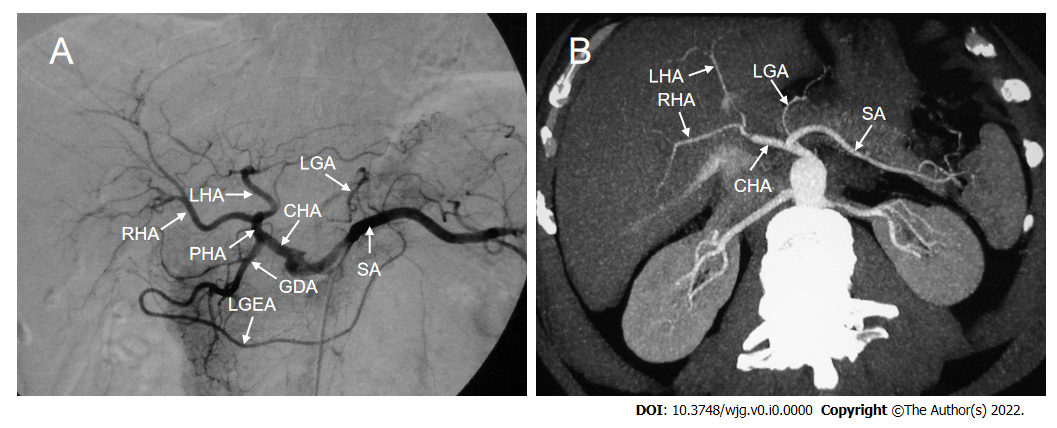 A
LGA
LHA
CHA
RHA
PHA
SA
GDA
LGEA
B
LHA
LGA
RHA
SA
CHA
DOI: 10.3748/wjg.v0.i0.0000 Copyright ©The Author(s) 2022.